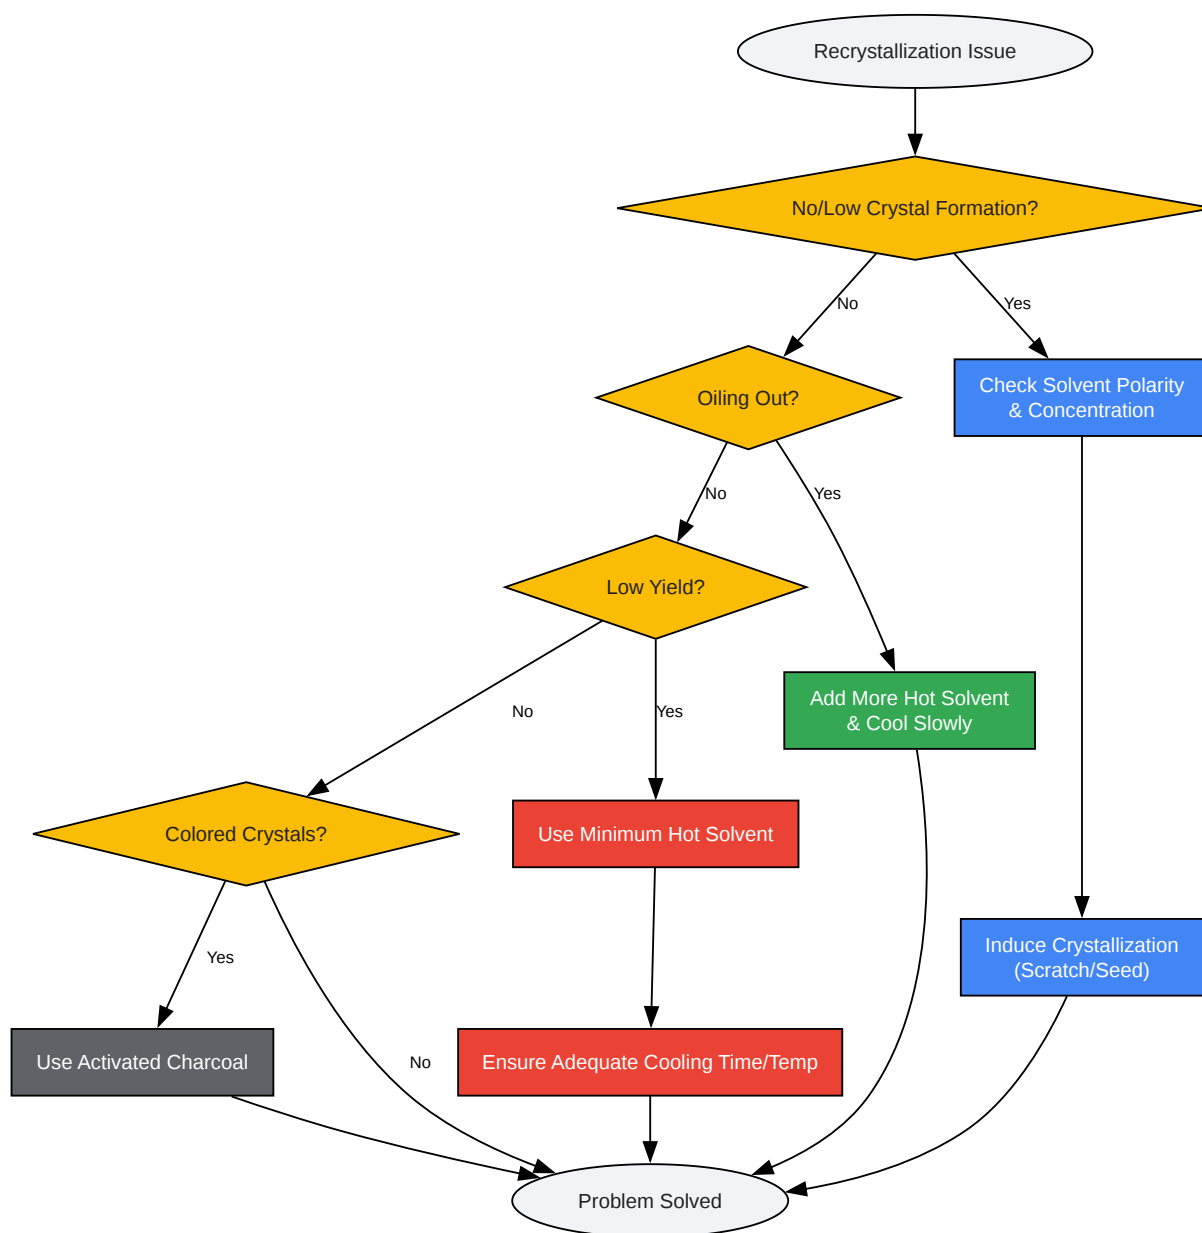 Recrystallization Issue
No/Low Crystal Formation?
No
Yes
Oiling Out?
Check Solvent Polarity
& Concentration
No
Yes
Low Yield?
Add More Hot Solvent
& Cool Slowly
No
Yes
Colored Crystals?
Use Minimum Hot Solvent
Induce Crystallization
(Scratch/Seed)
Yes
No
Use Activated Charcoal
Ensure Adequate Cooling Time/Temp
Problem Solved